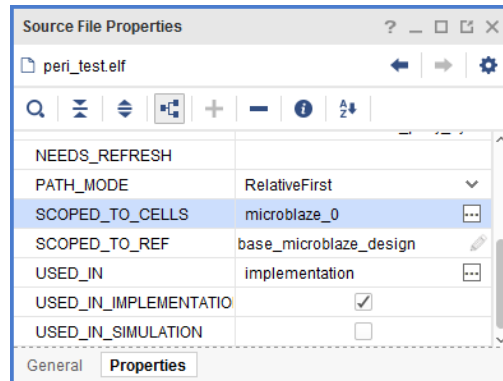 Source File Properties
peri_test.elf
NEEDS_REFRESH
PATH_MODE RelativeFirst
SCOPED_TO_CELLS microblaze_0
SCOPED_TO_REF base_microblaze_design
USED_IN implementation
USED_IN_IMPLEMENTATIO
USED_IN_SIMULATION
General Properties